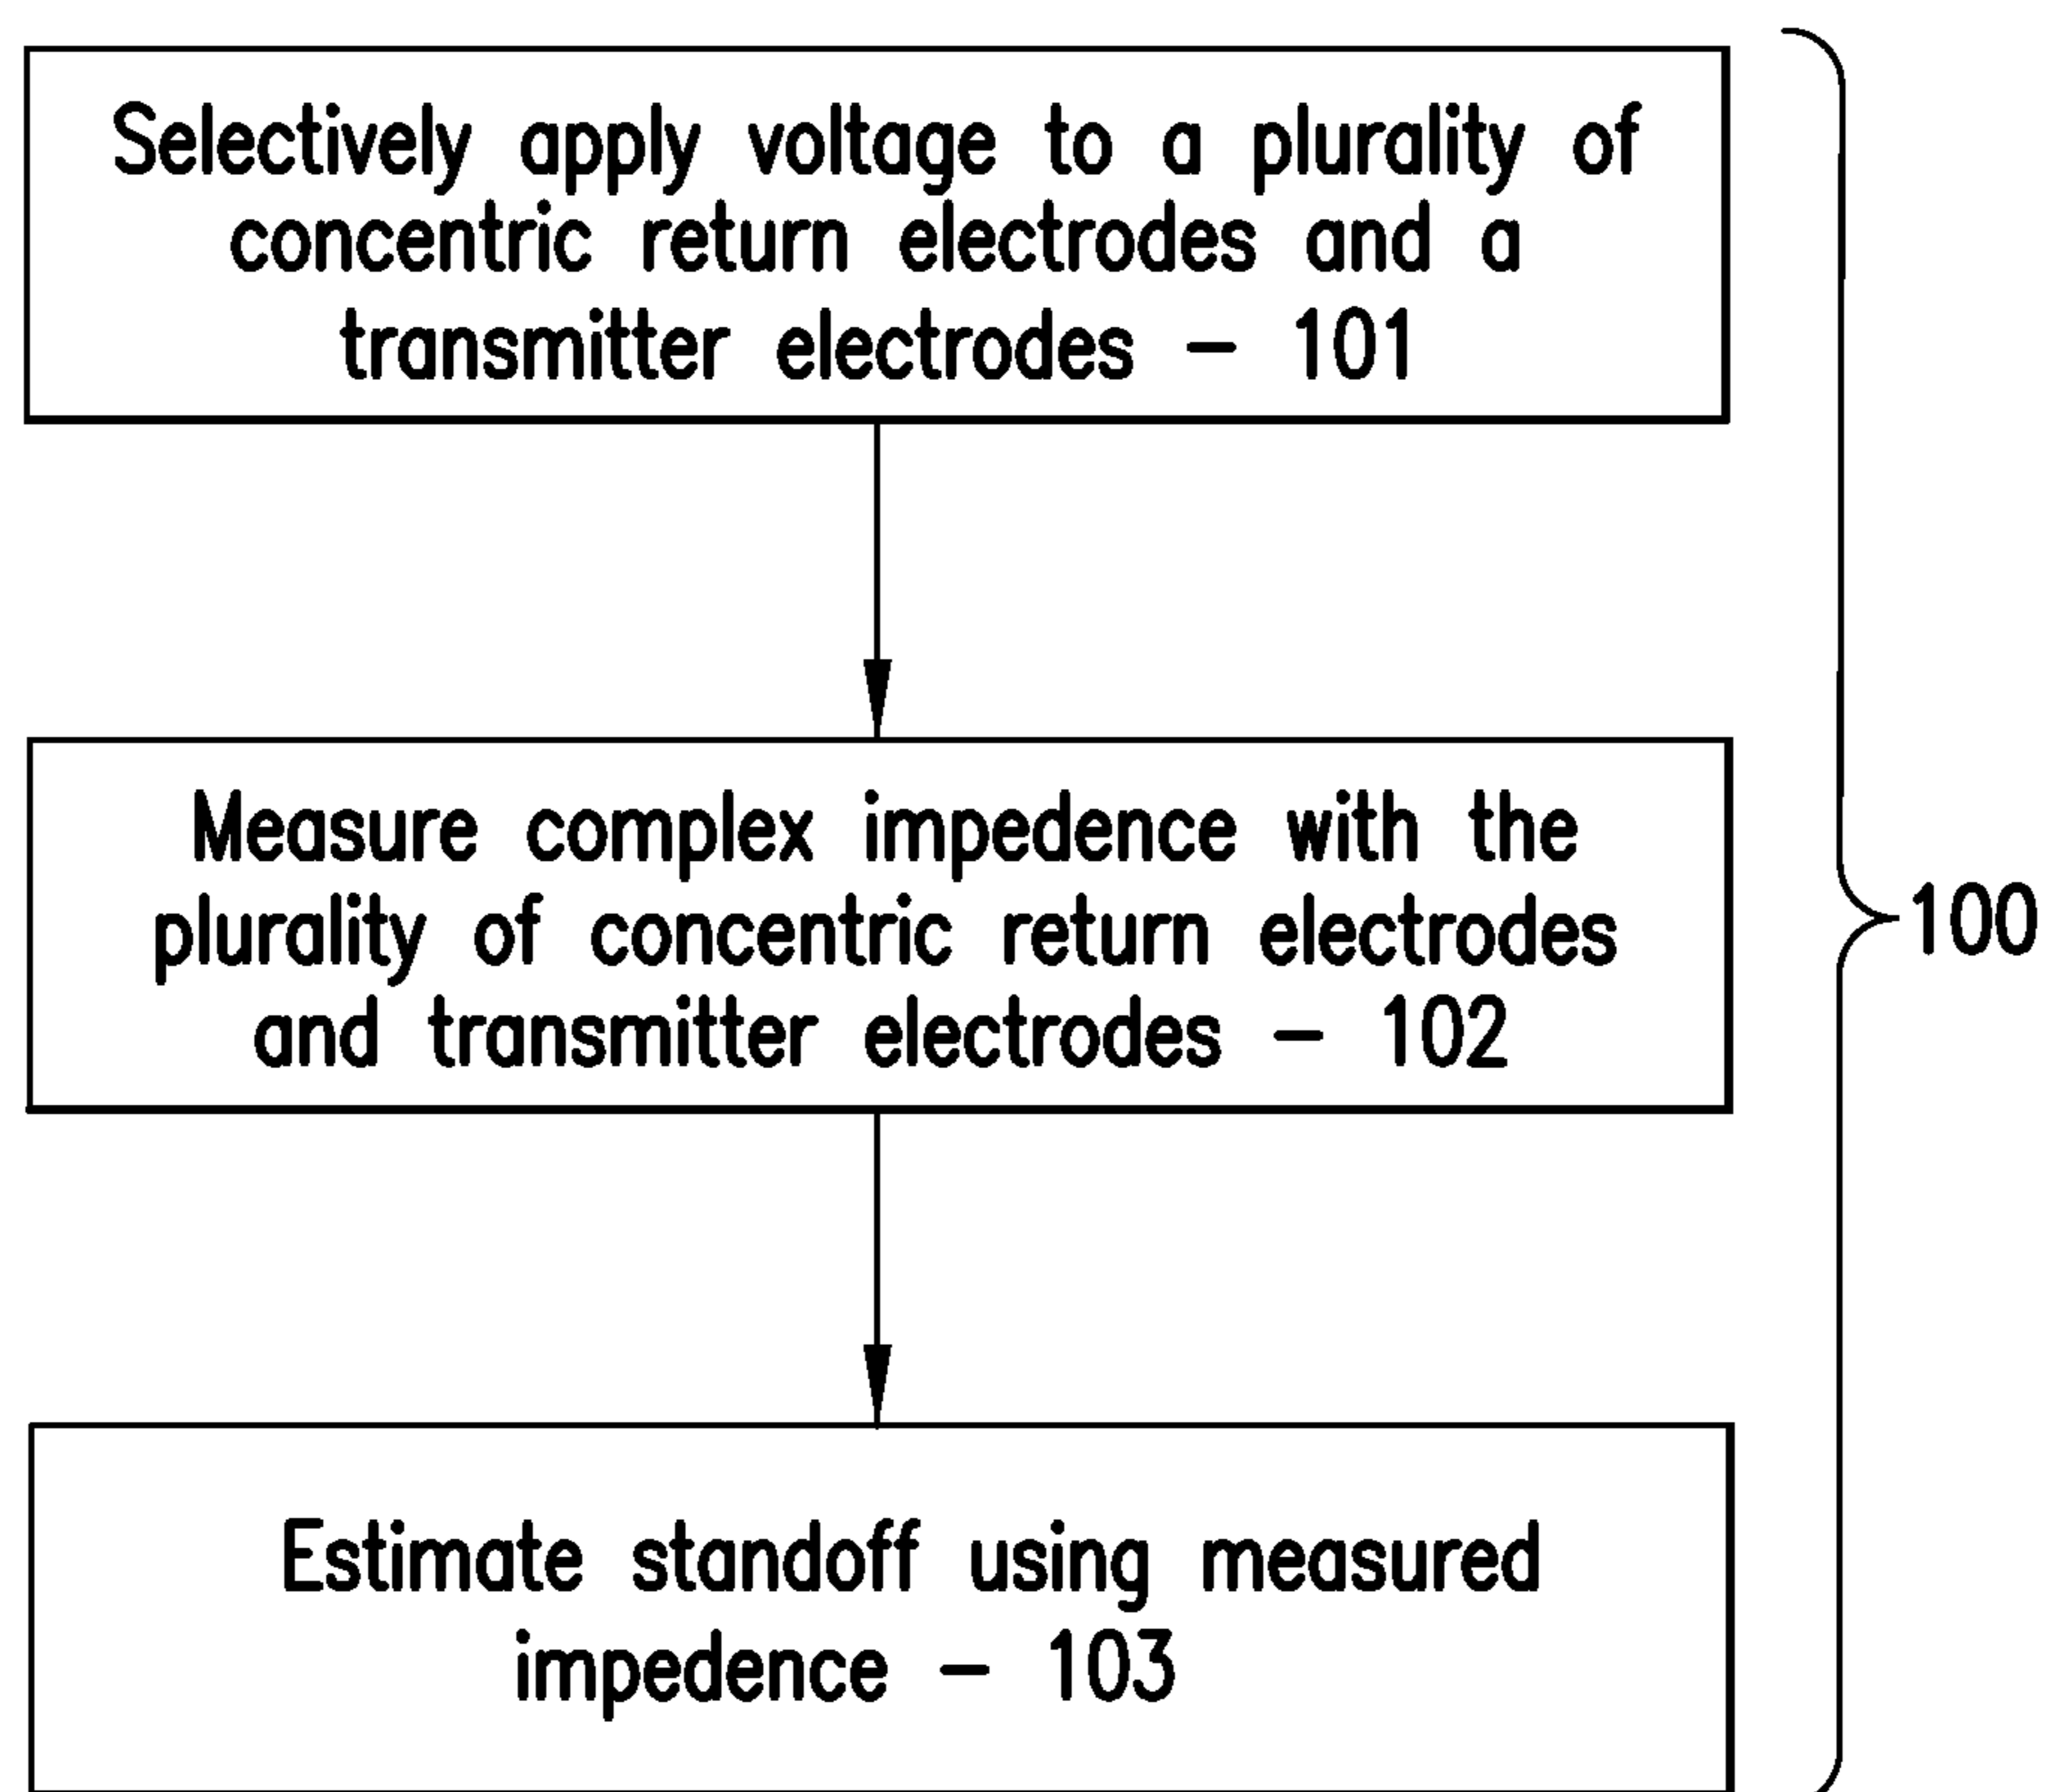 Selectively apply voltage to a plurality of
concentric return electrodes and a
transmitter electrodes – 101
Measure complex impedence with the
plurality of concentric return electrodes
and transmitter electrodes – 102
100
Estimate standoff using measured
impedence – 103